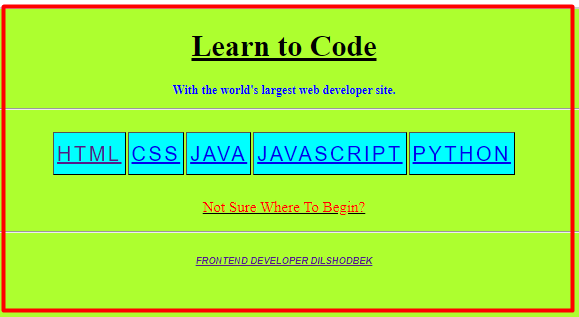 Learn to Code
With the world's largest web developer site.
HTML CSS JAVA JAVASCRIPT PYTHON
Not Sure Where To Begin?
FRONTEND DEVELOPER DILSHODBEK